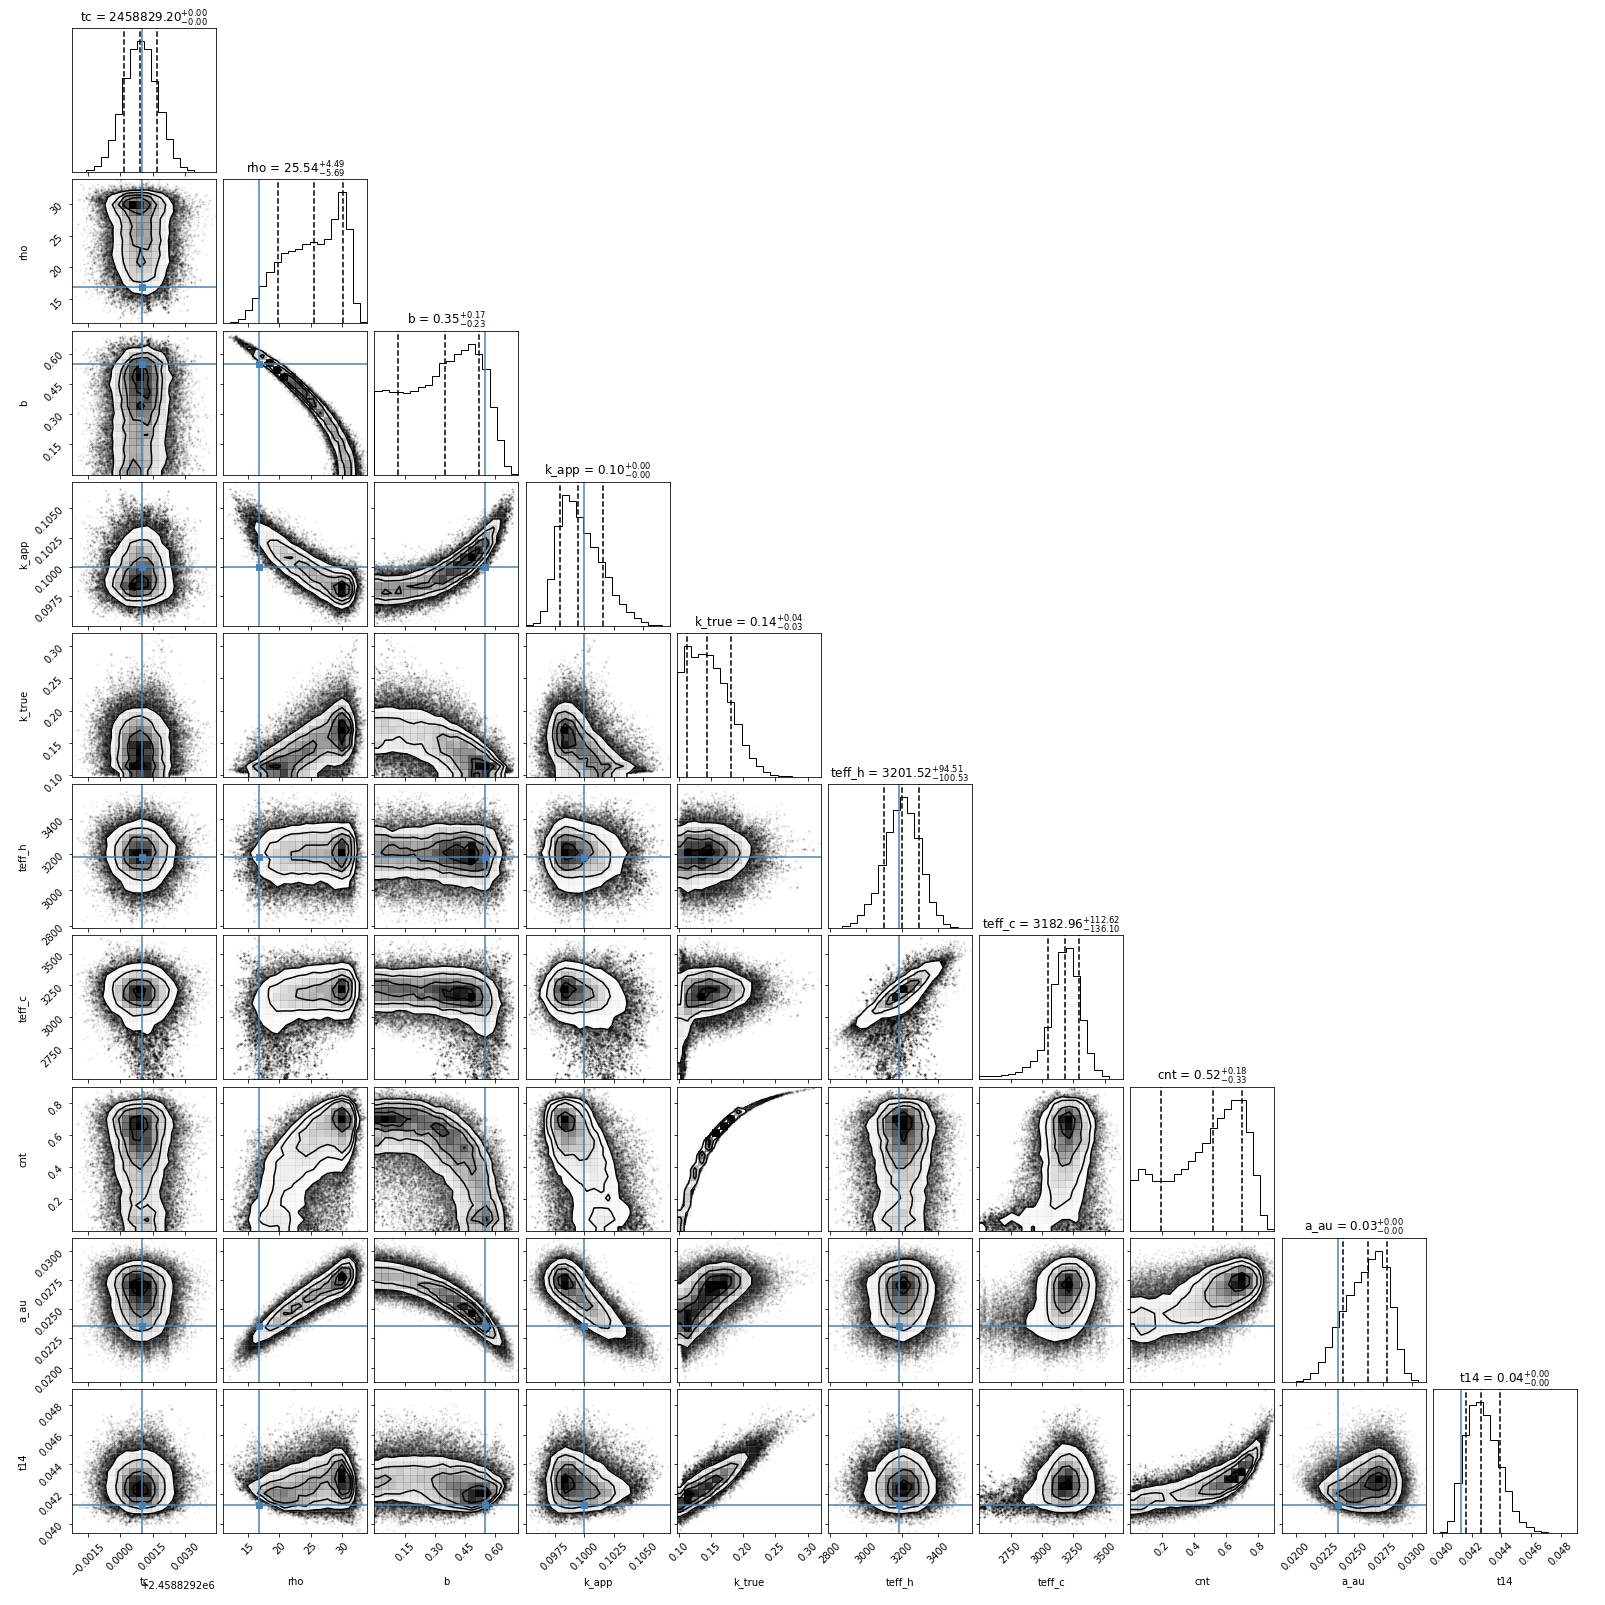 tc = 2458829.20+0.00−0.00
rho = 25.54+4.49−5.69
30
25
20
15
rho
b = 0.35+0.17−0.23
0.60
0.45
0.30
0.15
b
k_app = 0.10+0.00−0.00
0.1050
0.1025
0.1000
0.0975
k_app
k_true = 0.14+0.04−0.03
0.30
0.25
0.20
0.15
0.10
k_true
teff_h = 3201.52+94.51−100.53
3400
3200
3000
2800
teff_h
teff_c = 3182.96+112.62−136.10
3500
3250
3000
2750
teff_c
cnt = 0.52+0.18−0.33
0.8
0.6
0.4
0.2
cnt
a_au = 0.03+0.00−0.00
0.0300
0.0275
0.0250
0.0225
0.0200
a_au
t14 = 0.04+0.00−0.00
0.048
0.046
0.044
0.042
0.040
t14
−0.0015 0.0000 0.0015 0.0030 15 20 25 30 0.15 0.30 0.45 0.60 0.0975 0.1000 0.1025 0.1050 0.10 0.15 0.20 0.25 0.30 2800 3000 3200 3400 2750 3000 3250 3500 0.2 0.4 0.6 0.8 0.0200 0.0225 0.0250 0.0275 0.0300 0.040 0.042 0.044 0.046 0.048
tc +2.4588292e6 rho b k_app k_true teff_h teff_c cnt a_au t14